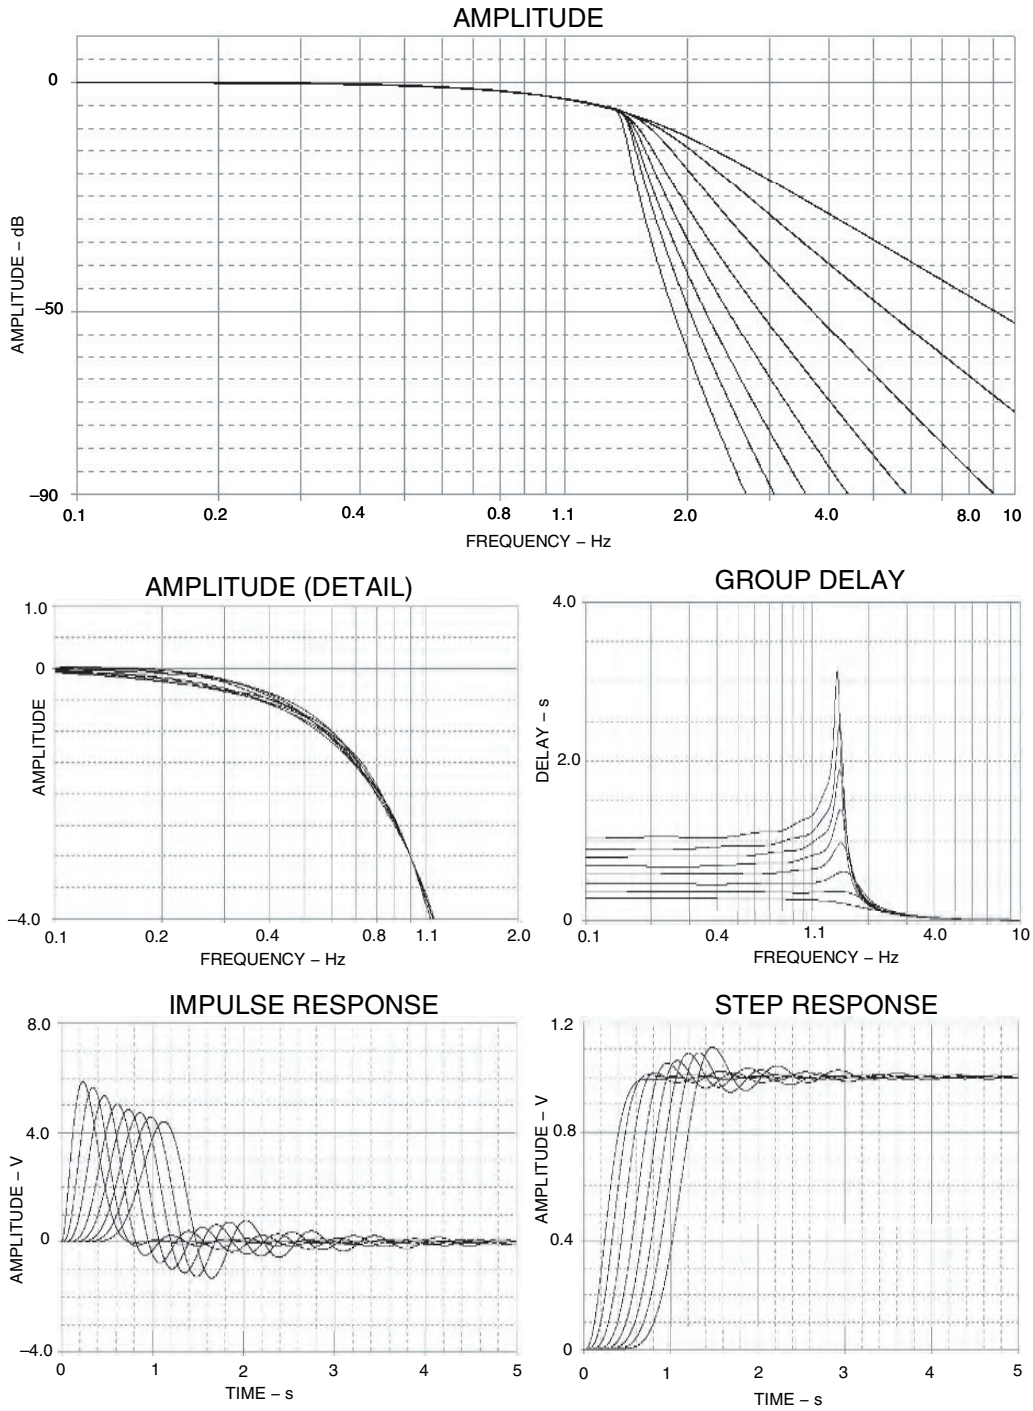 AMPLITUDE
0
−50
−90
AMPLITUDE – dB
0.1 0.2 0.4 0.8 1.1 2.0 4.0 8.0 10
FREQUENCY – Hz
AMPLITUDE (DETAIL)
1.0
0
−4.0
AMPLITUDE
0.1 0.2 0.4 0.8 1.1 2.0
FREQUENCY – Hz
GROUP DELAY
4.0
2.0
0
DELAY – s
0.1 0.4 1.1 4.0 10
FREQUENCY – Hz
IMPULSE RESPONSE
8.0
4.0
0
−4.0
AMPLITUDE – V
0 1 2 3 4 5
TIME – s
STEP RESPONSE
1.2
0.8
0.4
0
AMPLITUDE – V
0 1 2 3 4 5
TIME – s